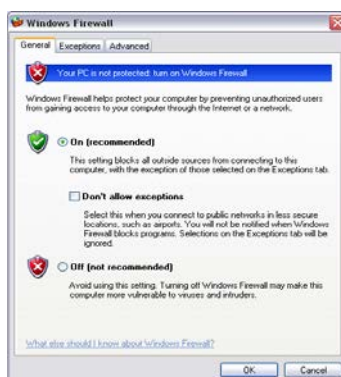 Windows Firewall
General Exceptions Advanced
Your PC is not protected: turn on Windows Firewall
Windows Firewall helps protect your computer by preventing unauthorized users
from gaining access to your computer through the Internet or a network.
On (recommended)
This setting blocks all outside sources from connecting to this
computer, with the exception of those selected on the Exceptions tab.
Don't allow exceptions
Select this when you connect to public networks in less secure
locations, such as airports. You will not be notified when Windows
Firewall blocks programs. Selections on the Exceptions tab will be
ignored.
Off (not recommended)
Avoid using this setting. Turning off Windows Firewall may make this
computer more vulnerable to viruses and intruders.
What else should I know about Windows Firewall?
OK Cancel